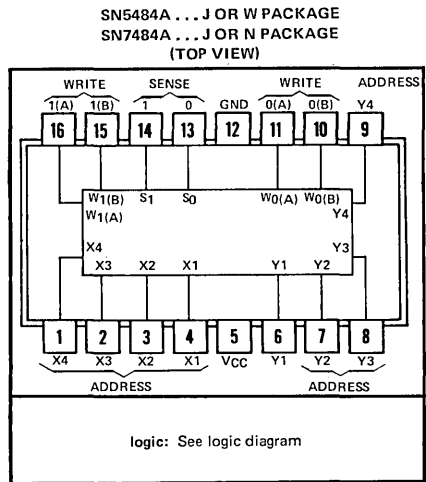 SN5484A ... J OR W PACKAGE
SN7484A ... J OR N PACKAGE
(TOP VIEW)
WRITE SENSE WRITE ADDRESS
1(A) 1(B) 1 0 GND 0(A) 0(B) Y4
16 15 14 13 12 11 10 9
W1(B) S1 S0 W0(A) W0(B)
W1(A) Y4
X4 Y3
X3 X2 X1 Y1 Y2
1 2 3 4 5 6 7 8
X4 X3 X2 X1 VCC Y1 Y2 Y3
ADDRESS ADDRESS
logic: See logic diagram